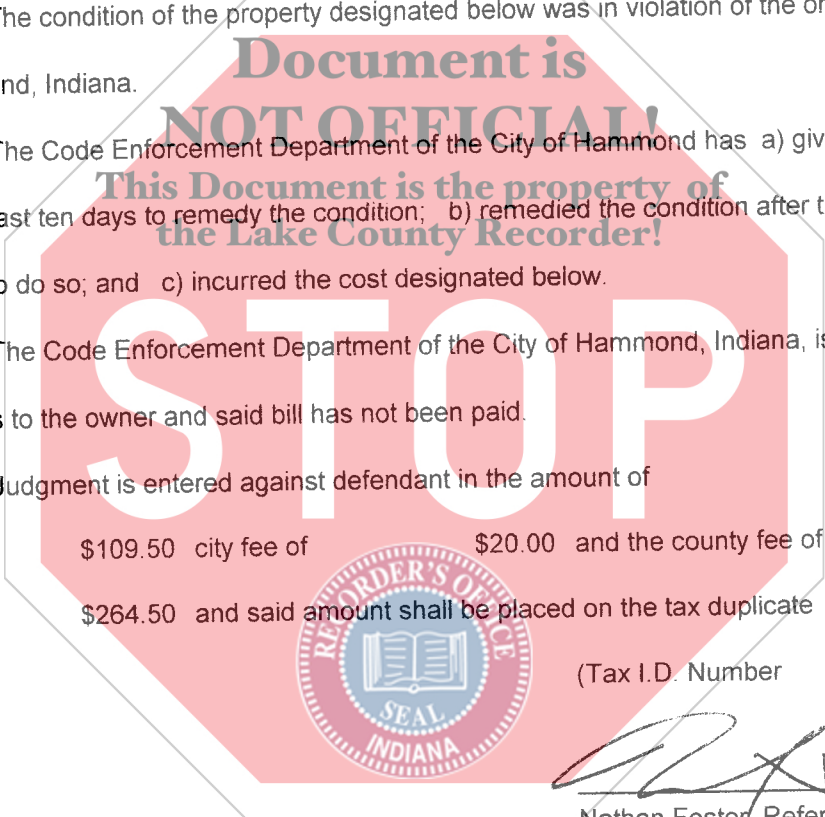 The condition of the property designated below was in violation of the or
Document is
nd, Indiana.
NOT OFFICIAL!
The Code Enforcement Department of the City of Hammond has a) giv
This Document is the property of
ast ten days to remedy the condition; b) remedied the condition after t
the Lake County Recorder!
o do so; and c) incurred the cost designated below.
STOP
The Code Enforcement Department of the City of Hammond, Indiana, is
s to the owner and said bill has not been paid.
Judgment is entered against defendant in the amount of
$109.50 city fee of $20.00 and the county fee of
$264.50 and said amount shall be placed on the tax duplicate
RECORDER'S OFFICE
(Tax I.D. Number
SEAL
INDIANA
Nathan Foster, Refer